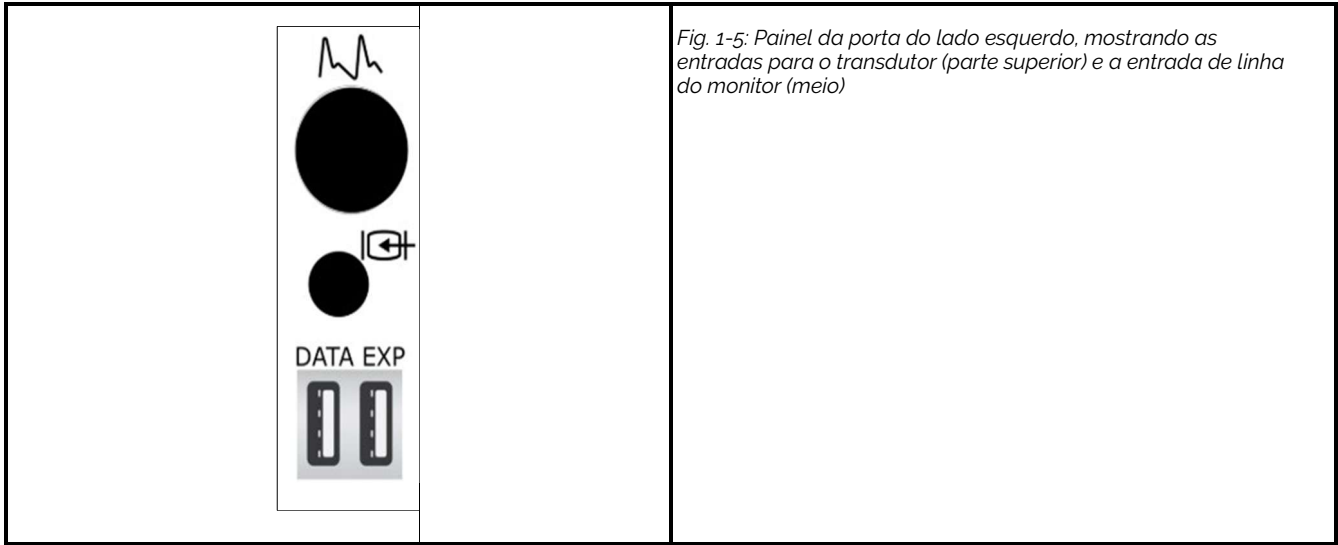 Fig. 1-5: Painel da porta do lado esquerdo, mostrando as
entradas para o transdutor (parte superior) e a entrada de linha
do monitor (meio)
DATA EXP